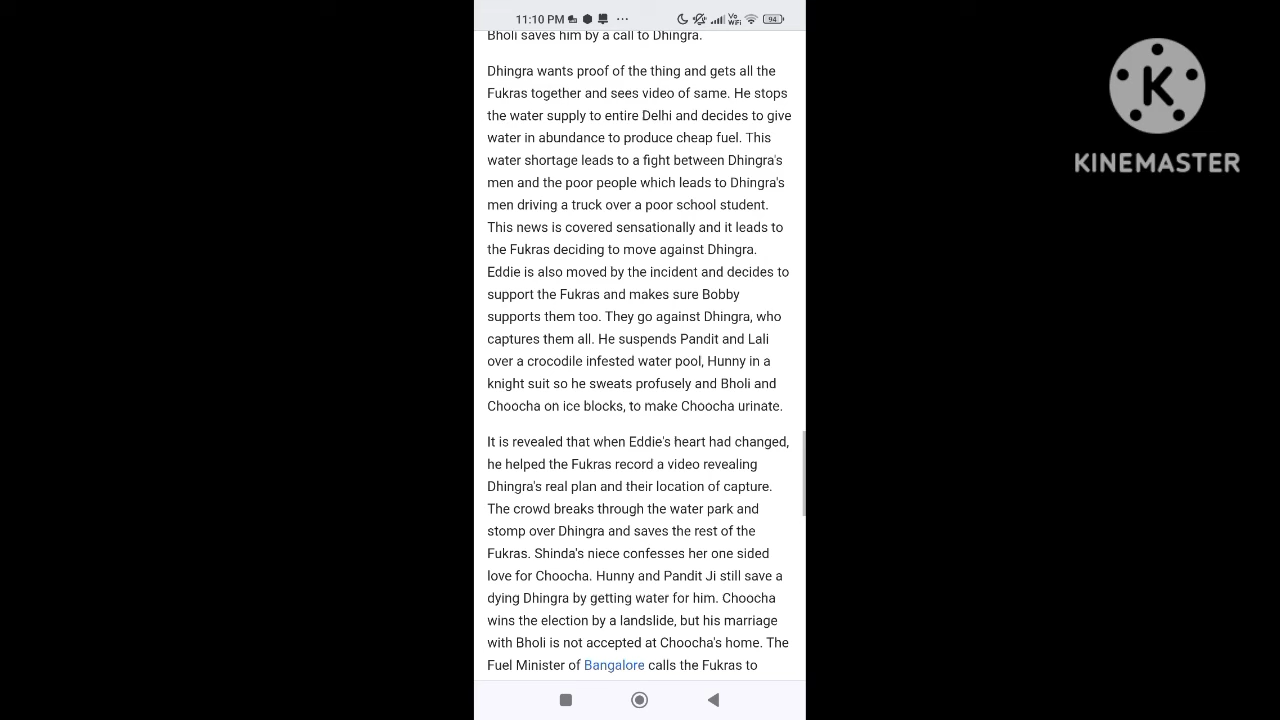 11:10 PM
Vo
WiFi
94
Bholi saves him by a call to Dhingra.
Dhingra wants proof of the thing and gets all the
Fukras together and sees video of same. He stops
the water supply to entire Delhi and decides to give
water in abundance to produce cheap fuel. This
water shortage leads to a fight between Dhingra's
men and the poor people which leads to Dhingra's
men driving a truck over a poor school student.
This news is covered sensationally and it leads to
the Fukras deciding to move against Dhingra.
Eddie is also moved by the incident and decides to
support the Fukras and makes sure Bobby
supports them too. They go against Dhingra, who
captures them all. He suspends Pandit and Lali
over a crocodile infested water pool, Hunny in a
knight suit so he sweats profusely and Bholi and
Choocha on ice blocks, to make Choocha urinate.
It is revealed that when Eddie's heart had changed,
he helped the Fukras record a video revealing
Dhingra's real plan and their location of capture.
The crowd breaks through the water park and
stomp over Dhingra and saves the rest of the
Fukras. Shinda's niece confesses her one sided
love for Choocha. Hunny and Pandit Ji still save a
dying Dhingra by getting water for him. Choocha
wins the election by a landslide, but his marriage
with Bholi is not accepted at Choocha's home. The
Fuel Minister of Bangalore calls the Fukras to
K
KINEMASTER